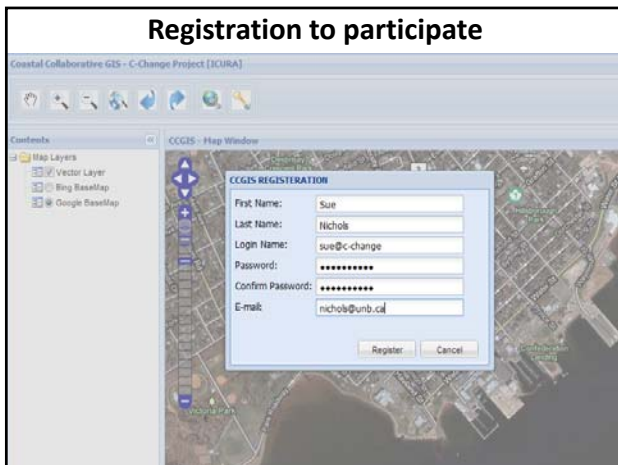 Registration to participate
Coastal Collaborative GIS - C-Change Project [ICURA]
Contents
CCGIS - Map Window
Map Layers
Vector Layer
Bing BaseMap
Google BaseMap
CCGIS REGISTERATION
First Name: Sue
Last Name: Nichols
Login Name: sue@c-change
Password: ••••••••••
Confirm Password: ••••••••••
E-mail: nichols@unb.ca
Register Cancel
Confederation
Landing
Victoria Park